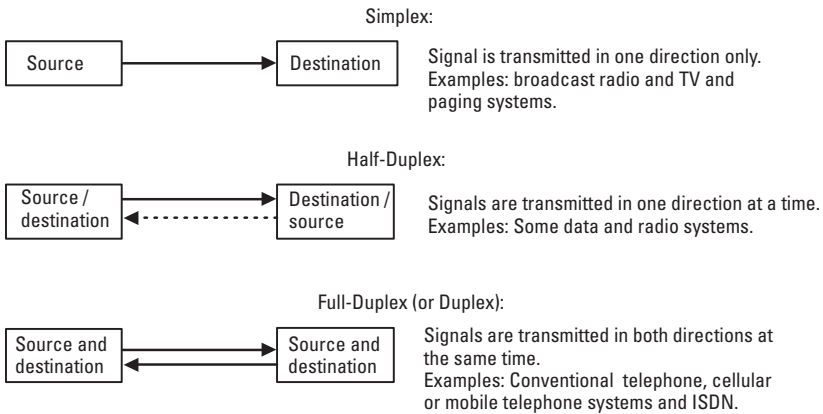 Simplex:
Source
Destination
Signal is transmitted in one direction only.
Examples: broadcast radio and TV and
paging systems.
Half-Duplex:
Source /
destination
Destination /
source
Signals are transmitted in one direction at a time.
Examples: Some data and radio systems.
Full-Duplex (or Duplex):
Source and
destination
Source and
destination
Signals are transmitted in both directions at
the same time.
Examples: Conventional telephone, cellular
or mobile telephone systems and ISDN.